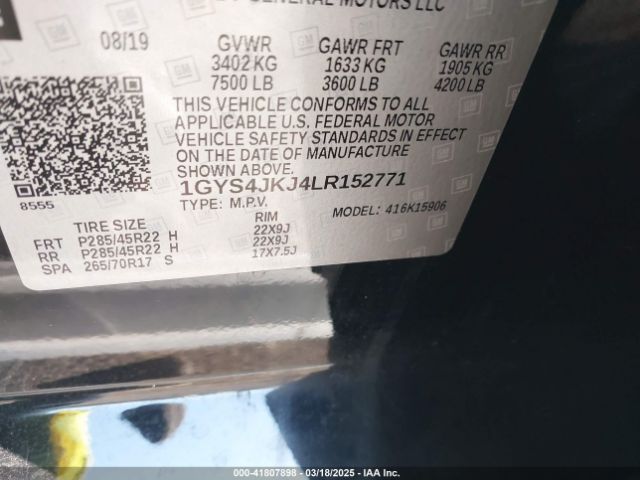 GENERAL MOTORS LLC
08/19 GVWR GAWR FRT GAWR RR
3402 KG 1633 KG 1905 KG
7500 LB 3600 LB 4200 LB
THIS VEHICLE CONFORMS TO ALL
APPLICABLE U.S. FEDERAL MOTOR
VEHICLE SAFETY STANDARDS IN EFFECT
ON THE DATE OF MANUFACTURE
SHOWN ABOVE.
1GYS4JKJ4LR152771
8555
TYPE: M.P.V. MODEL: 416K15906
TIRE SIZE RIM
FRT P285/45R22 H 22X9J
RR P285/45R22 H 22X9J
SPA 265/70R17 S 17X7.5J
000-41807898 - 03/18/2025 - IAA Inc.